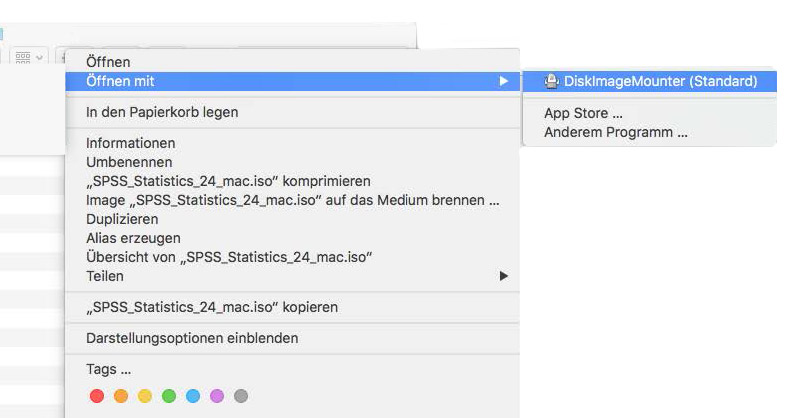 Öffnen
Öffnen mit
DiskImageMounter (Standard)
App Store ...
Anderem Programm ...
In den Papierkorb legen
Informationen
Umbenennen
„SPSS_Statistics_24_mac.iso“ komprimieren
Image „SPSS_Statistics_24_mac.iso“ auf das Medium brennen ...
Duplizieren
Alias erzeugen
Übersicht von „SPSS_Statistics_24_mac.iso“
Teilen
„SPSS_Statistics_24_mac.iso“ kopieren
Darstellungsoptionen einblenden
Tags ...